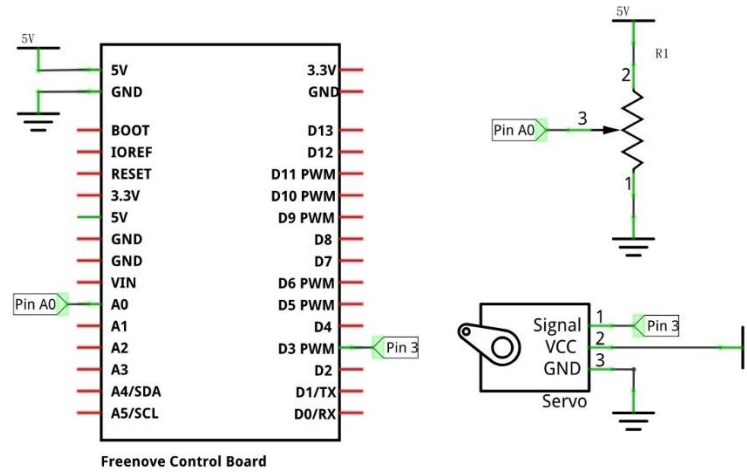 5V
5V
GND
BOOT
IOREF
RESET
3.3V
5V
GND
GND
VIN
A0
A1
A2
A3
A4/SDA
A5/SCL
Pin A0
3.3V
GND
D13
D12
D11 PWM
D10 PWM
D9 PWM
D8
D7
D6 PWM
D5 PWM
D4
D3 PWM
D2
D1/TX
D0/RX
Pin 3
Freenove Control Board
5V
R1
2
Pin A0
3
1
Signal
VCC
GND
1
2
3
Pin 3
Servo